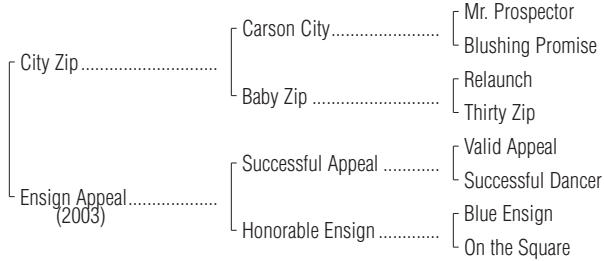 Mr. Prospector
Carson City
Blushing Promise
City Zip
Relaunch
Baby Zip
Thirty Zip
Valid Appeal
Successful Appeal
Successful Dancer
Ensign Appeal
(2003)
Blue Ensign
Honorable Ensign
On the Square